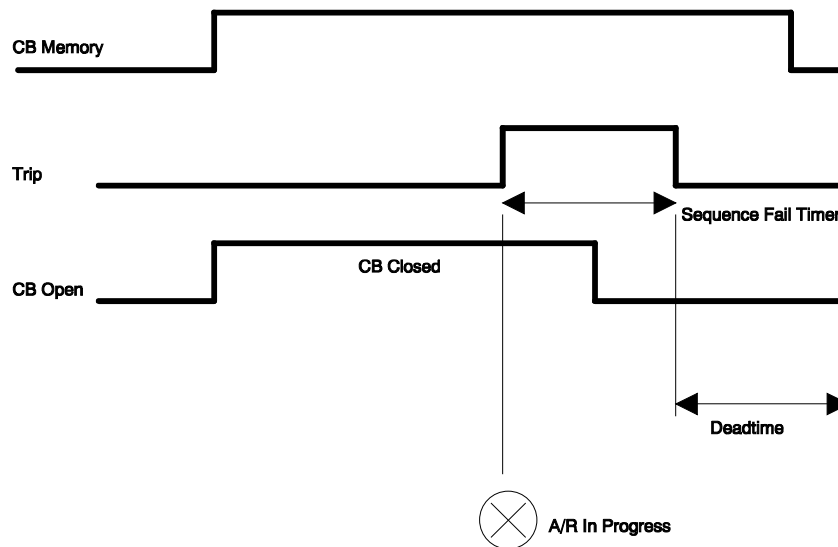 CB Memory
Trip
Sequence Fail Timer
CB Closed
CB Open
Deadtime
A/R In Progress